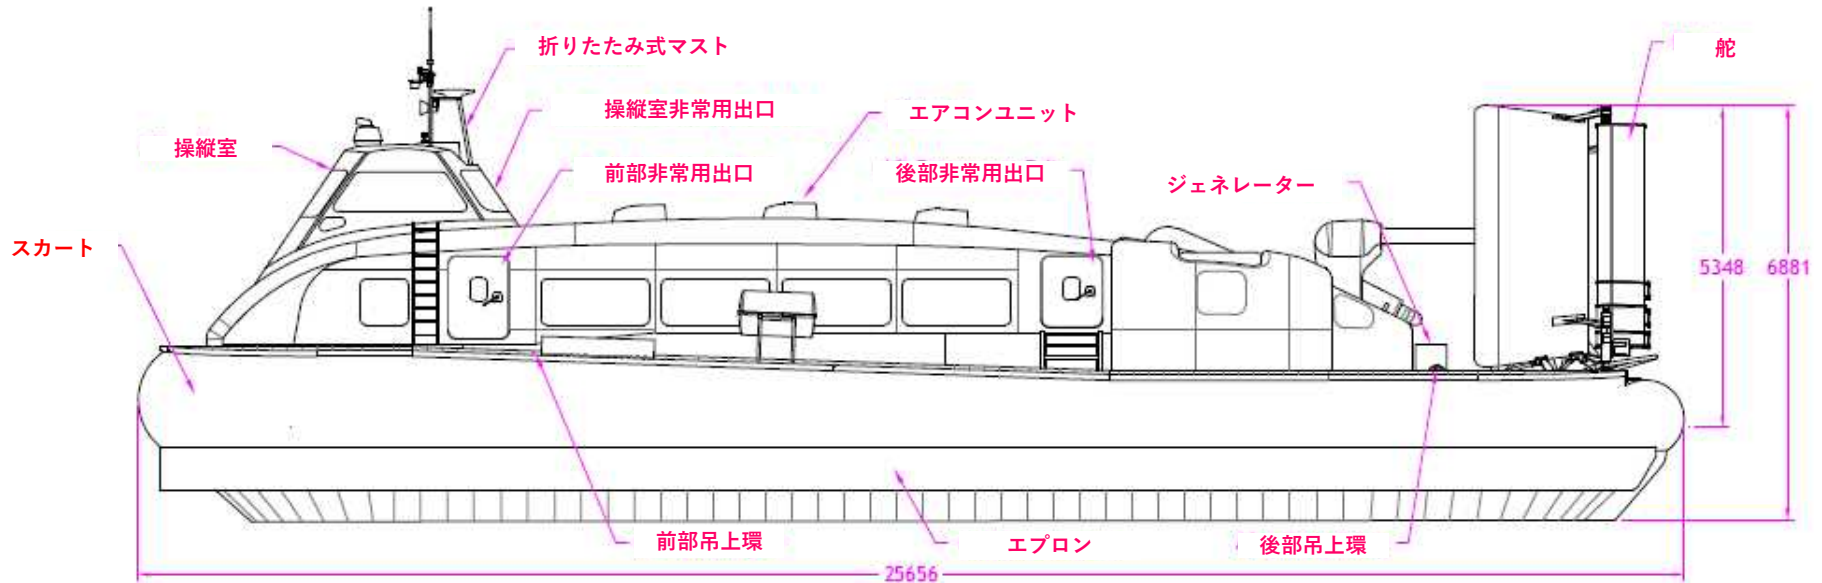 折りたたみ式マスト
舵
操縦室非常用出口
エアコンユニット
操縦室
前部非常用出口
後部非常用出口
ジェネレーター
スカート
5348
6881
前部吊上環
エプロン
後部吊上環
25656